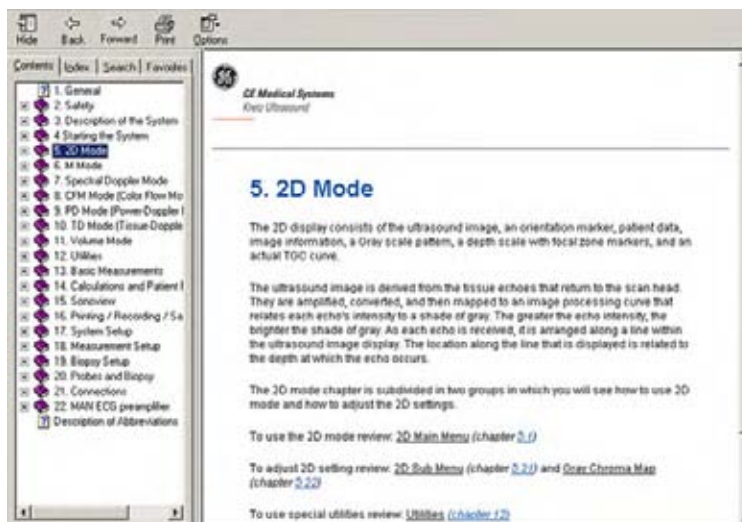 Hide Back Forward Print Options
Contents Index Search Favorites
1. General
2. Safety
3. Description of the System
4 Starting the System
5. 2D Mode
6. M Mode
7. Spectral Doppler Mode
8. CFM Mode (Color Flow Mo
9. PD Mode (Power-Doppler
10. TD Mode (Tissue-Dopple
11. Volume Mode
12. Utilities
13. Basic Measurements
14. Calculations and Patient
15. Sonoview
16. Printing / Recording / Sa
17. System Setup
18. Measurement Setup
19. Biopsy Setup
20. Probes and Biopsy
21. Connections
22. MAN ECG preamplifier
Description of Abbreviations
GE Medical Systems
Kretz Ultrasound
5. 2D Mode
The 2D display consists of the ultrasound image, an orientation marker, patient data,
image information, a Gray scale pattern, a depth scale with focal zone markers, and an
actual TGC curve.
The ultrasound image is derived from the tissue echoes that return to the scan head.
They are amplified, converted, and then mapped to an image processing curve that
relates each echo's intensity to a shade of gray. The greater the echo intensity, the
brighter the shade of gray. As each echo is received, it is arranged along a line within
the ultrasound image display. The location along the line that is displayed is related to
the depth at which the echo occurs.
The 2D mode chapter is subdivided in two groups in which you will see how to use 2D
mode and how to adjust the 2D settings.
To use the 2D mode review: 2D Main Menu (chapter 5.1)
To adjust 2D setting review: 2D Sub Menu (chapter 5.21) and Gray Chroma Map
(chapter 5.22)
To use special utilities review: Utilities (chapter 12)